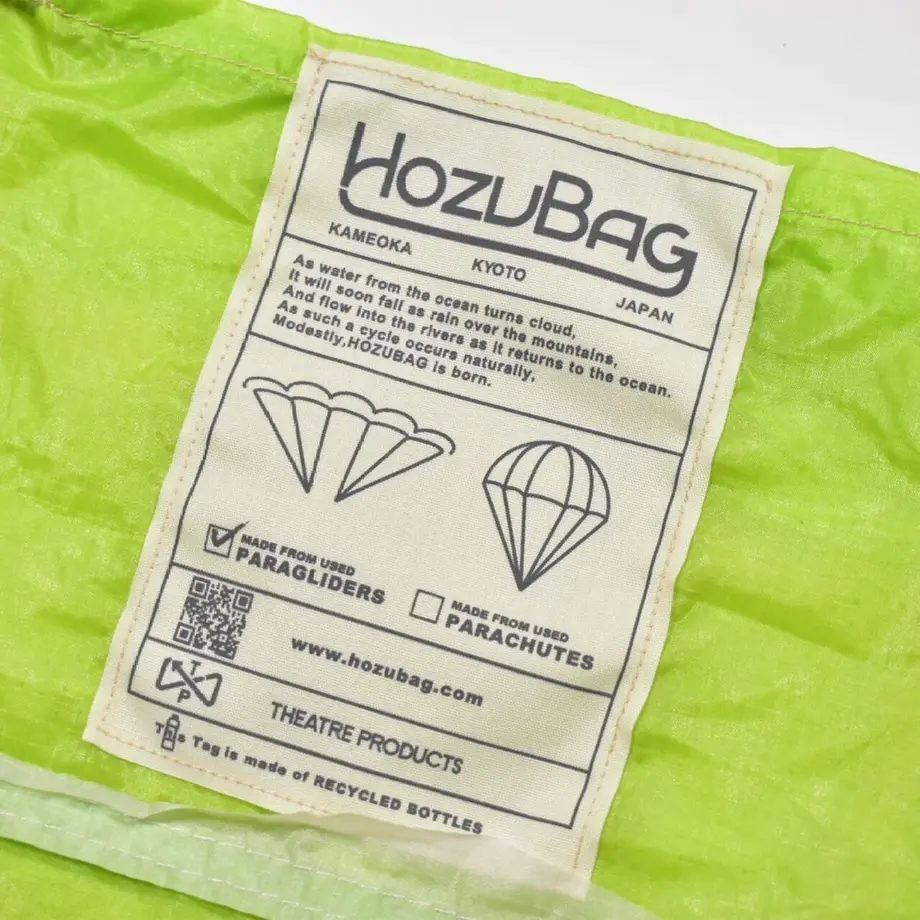 HOZUBAG
KAMEOKA KYOTO JAPAN
As water from the ocean turns cloud,
it will soon fall as rain over the mountains,
And flow into the rivers as it returns to the ocean.
As such a cycle occurs naturally,
Modestly,HOZUBAG is born.
MADE FROM USED
PARAGLIDERS
MADE FROM USED
PARACHUTES
www.hozubag.com
T
P
THEATRE PRODUCTS
This Tag is made of RECYCLED BOTTLES